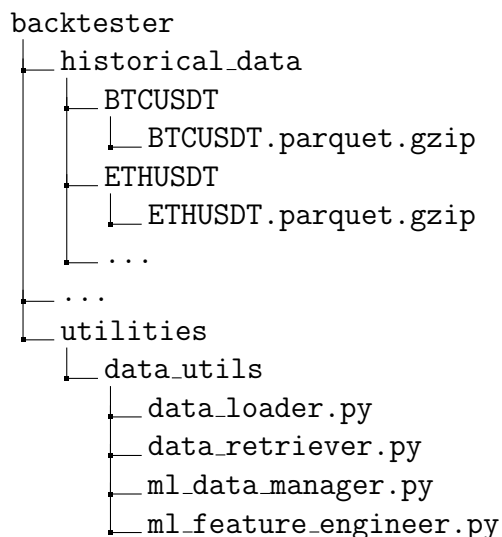 backtester
historical_data
BTCUSDT
BTCUSDT.parquet.gzip
ETHUSDT
ETHUSDT.parquet.gzip
...
...
utilities
data_utils
data_loader.py
data_retriever.py
ml_data_manager.py
ml_feature_engineer.py